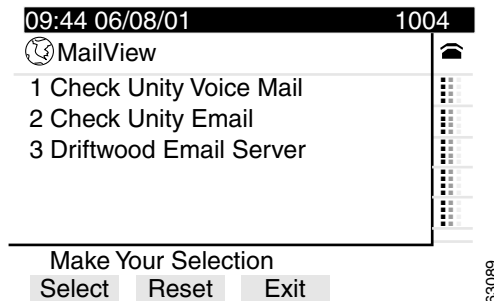 09:44 06/08/01 1004
MailView
1 Check Unity Voice Mail
2 Check Unity Email
3 Driftwood Email Server
Make Your Selection
Select Reset Exit